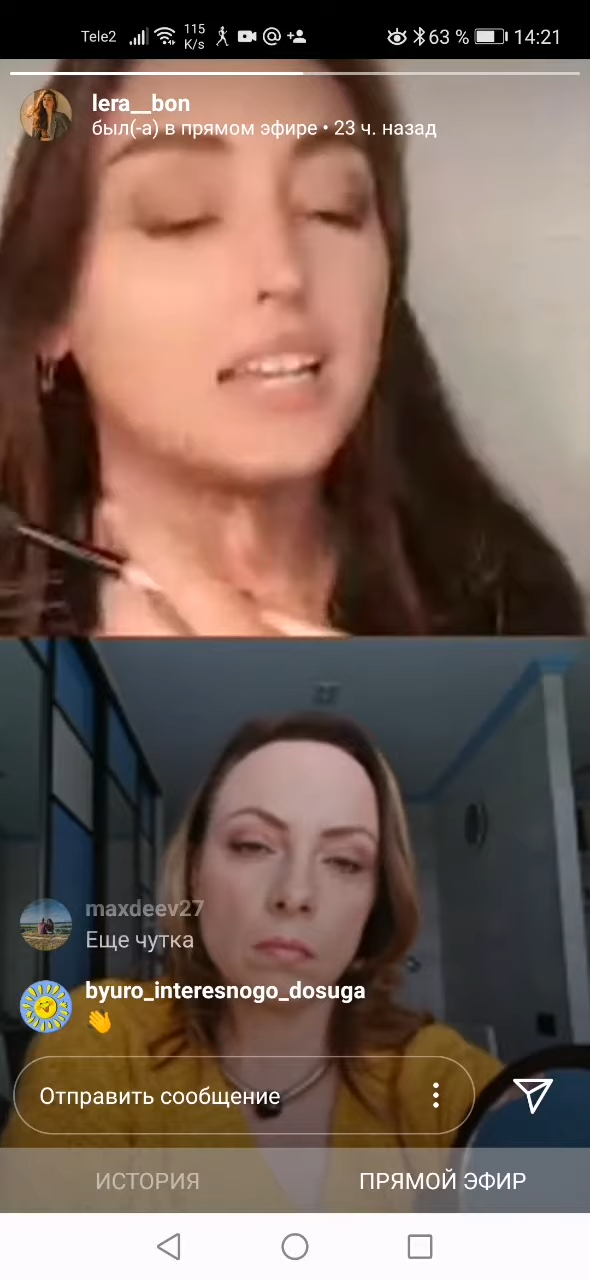 Tele2 115 K/s 63 % 14:21
lera__bon
был(-а) в прямом эфире • 23 ч. назад
maxdeev27
Еще чутка
byuro_interesnogo_dosuga
👋
Отправить сообщение
ИСТОРИЯ ПРЯМОЙ ЭФИР